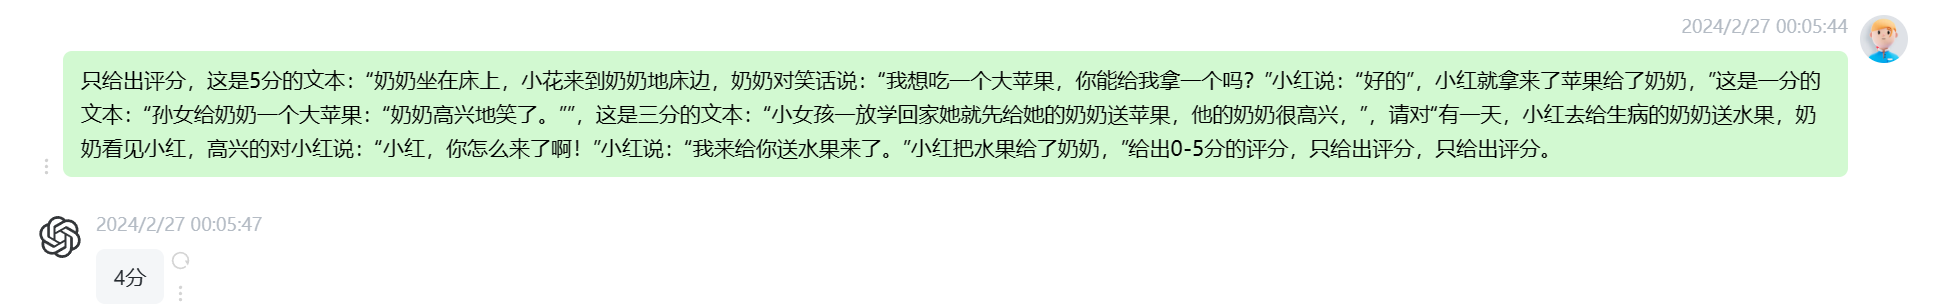 2024/2/27 00:05:44
只给出评分，这是5分的文本：“奶奶坐在床上，小花来到奶奶地床边，奶奶对笑话说：“我想吃一个大苹果，你能给我拿一个吗？”小红说：“好的”，小红就拿来了苹果给了奶奶，”这是一分的
文本：“孙女给奶奶一个大苹果：“奶奶高兴地笑了。””，这是三分的文本：“小女孩一放学回家她就先给她的奶奶送苹果，他的奶奶很高兴，”，请对“有一天，小红去给生病的奶奶送水果，奶
奶看见小红，高兴的对小红说：“小红，你怎么来了啊！”小红说：“我来给你送水果来了。”小红把水果给了奶奶，”给出0-5分的评分，只给出评分，只给出评分。
2024/2/27 00:05:47
4分